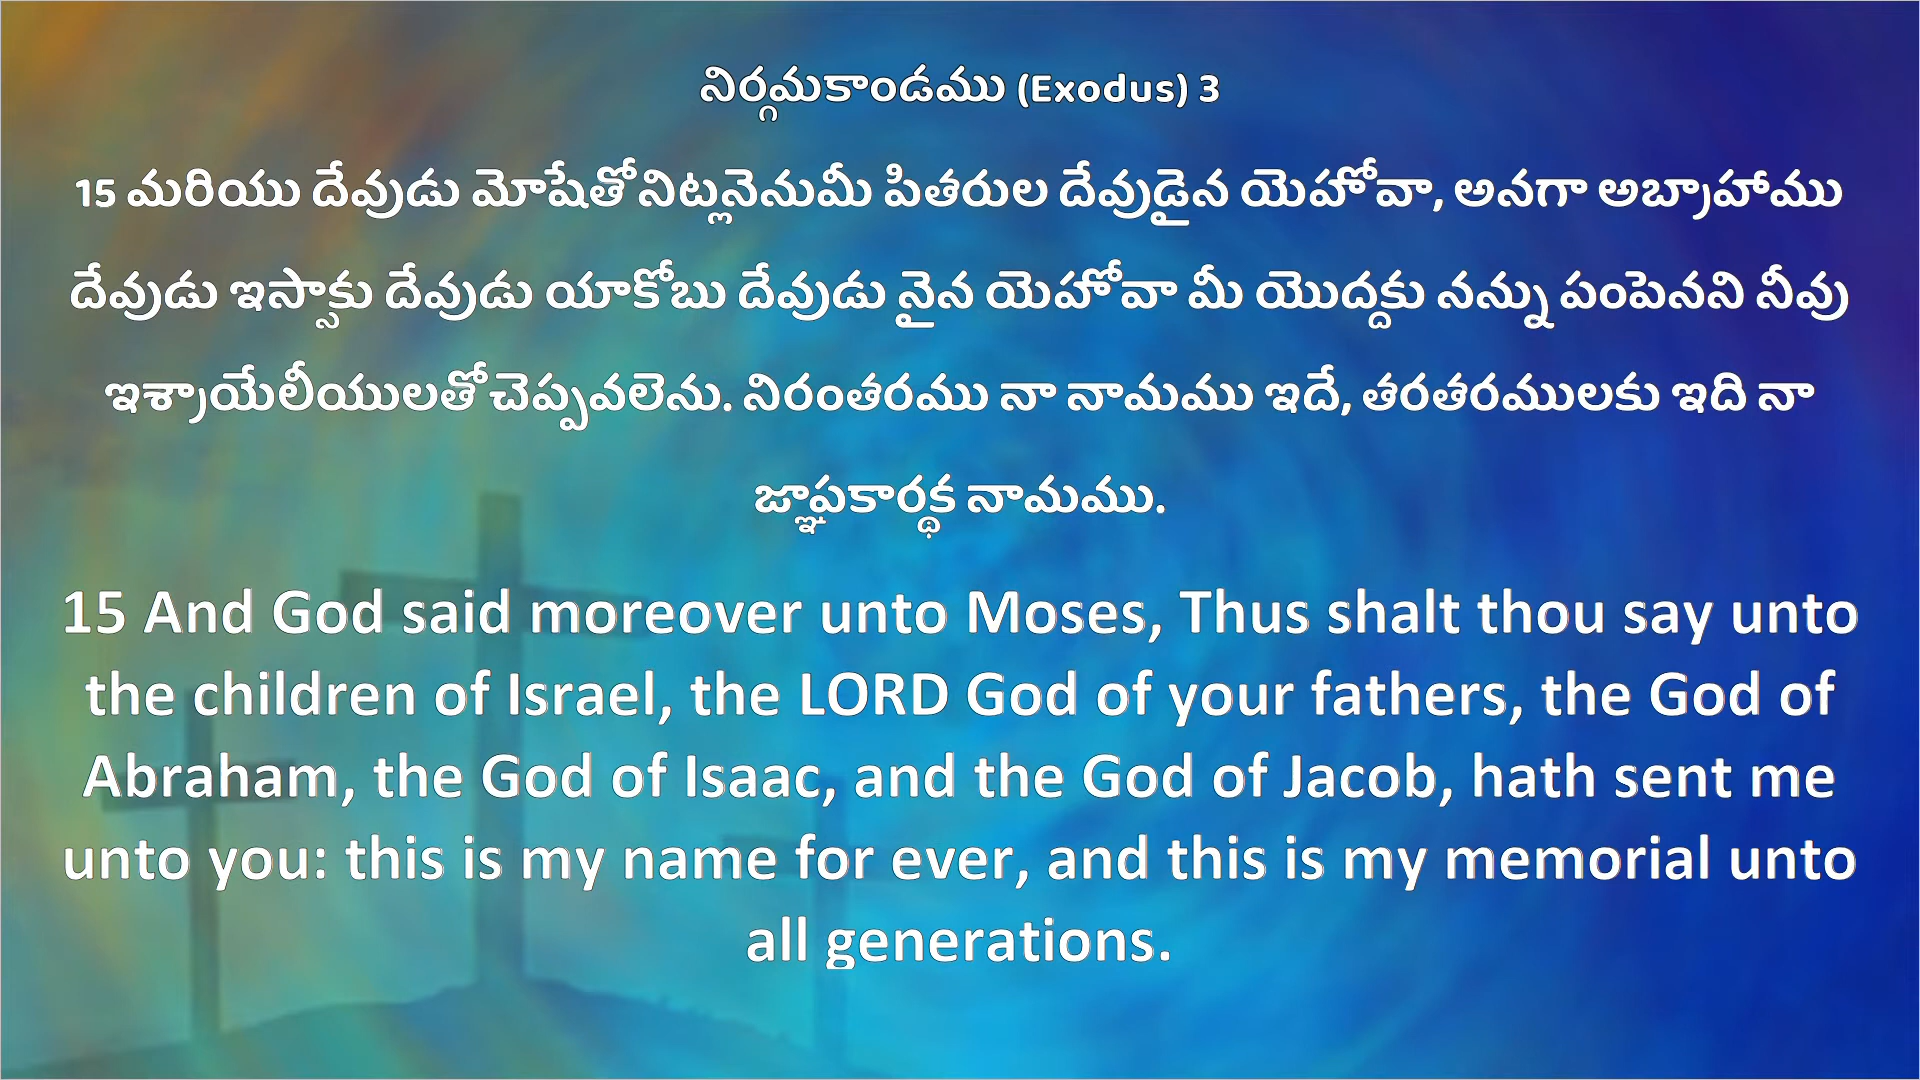 నిర్గమకాండము (Exodus) 3
15 మరియు దేవుడు మోషేతో నిట్లనెనుమీ పితరుల దేవుడైన యెహోవా, అనగా అబ్రాహాము
దేవుడు ఇస్సాకు దేవుడు యాకోబు దేవుడు నైన యెహోవా మీ యొద్దకు నన్ను పంపెనని నీవు
ఇశ్రాయేలీయులతో చెప్పవలెను. నిరంతరము నా నామము ఇదే, తరతరములకు ఇది నా
జ్ఞాపకార్థక నామము.
15 And God said moreover unto Moses, Thus shalt thou say unto
the children of Israel, the LORD God of your fathers, the God of
Abraham, the God of Isaac, and the God of Jacob, hath sent me
unto you: this is my name for ever, and this is my memorial unto
all generations.